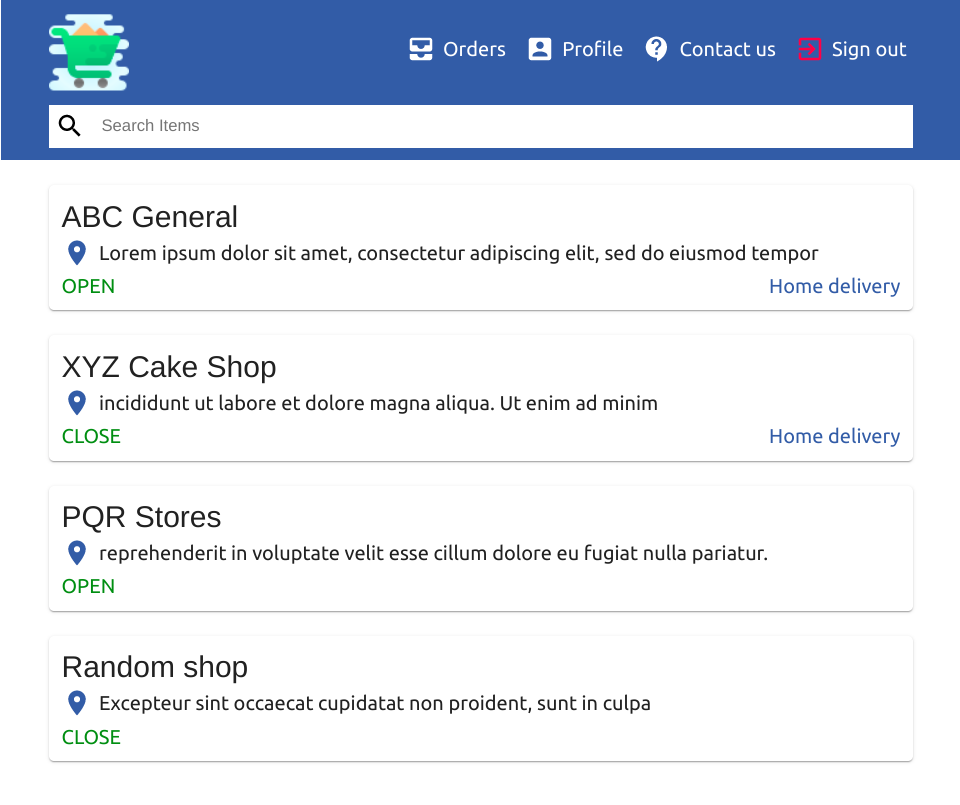 Orders Profile Contact us Sign out
Search Items
ABC General
Lorem ipsum dolor sit amet, consectetur adipiscing elit, sed do eiusmod tempor
OPEN Home delivery
XYZ Cake Shop
incididunt ut labore et dolore magna aliqua. Ut enim ad minim
CLOSE Home delivery
PQR Stores
reprehenderit in voluptate velit esse cillum dolore eu fugiat nulla pariatur.
OPEN
Random shop
Excepteur sint occaecat cupidatat non proident, sunt in culpa
CLOSE